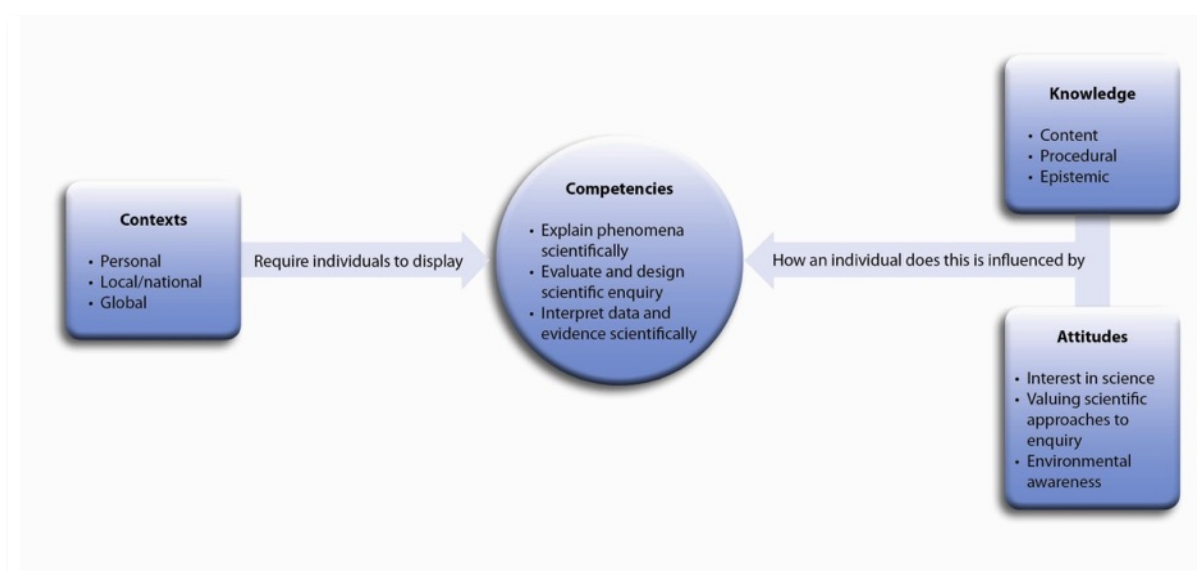 Contexts
• Personal
• Local/national
• Global
Require individuals to display
Competencies
• Explain phenomena
scientifically
• Evaluate and design
scientific enquiry
• Interpret data and
evidence scientifically
How an individual does this is influenced by
Knowledge
• Content
• Procedural
• Epistemic
Attitudes
• Interest in science
• Valuing scientific
approaches to
enquiry
• Environmental
awareness